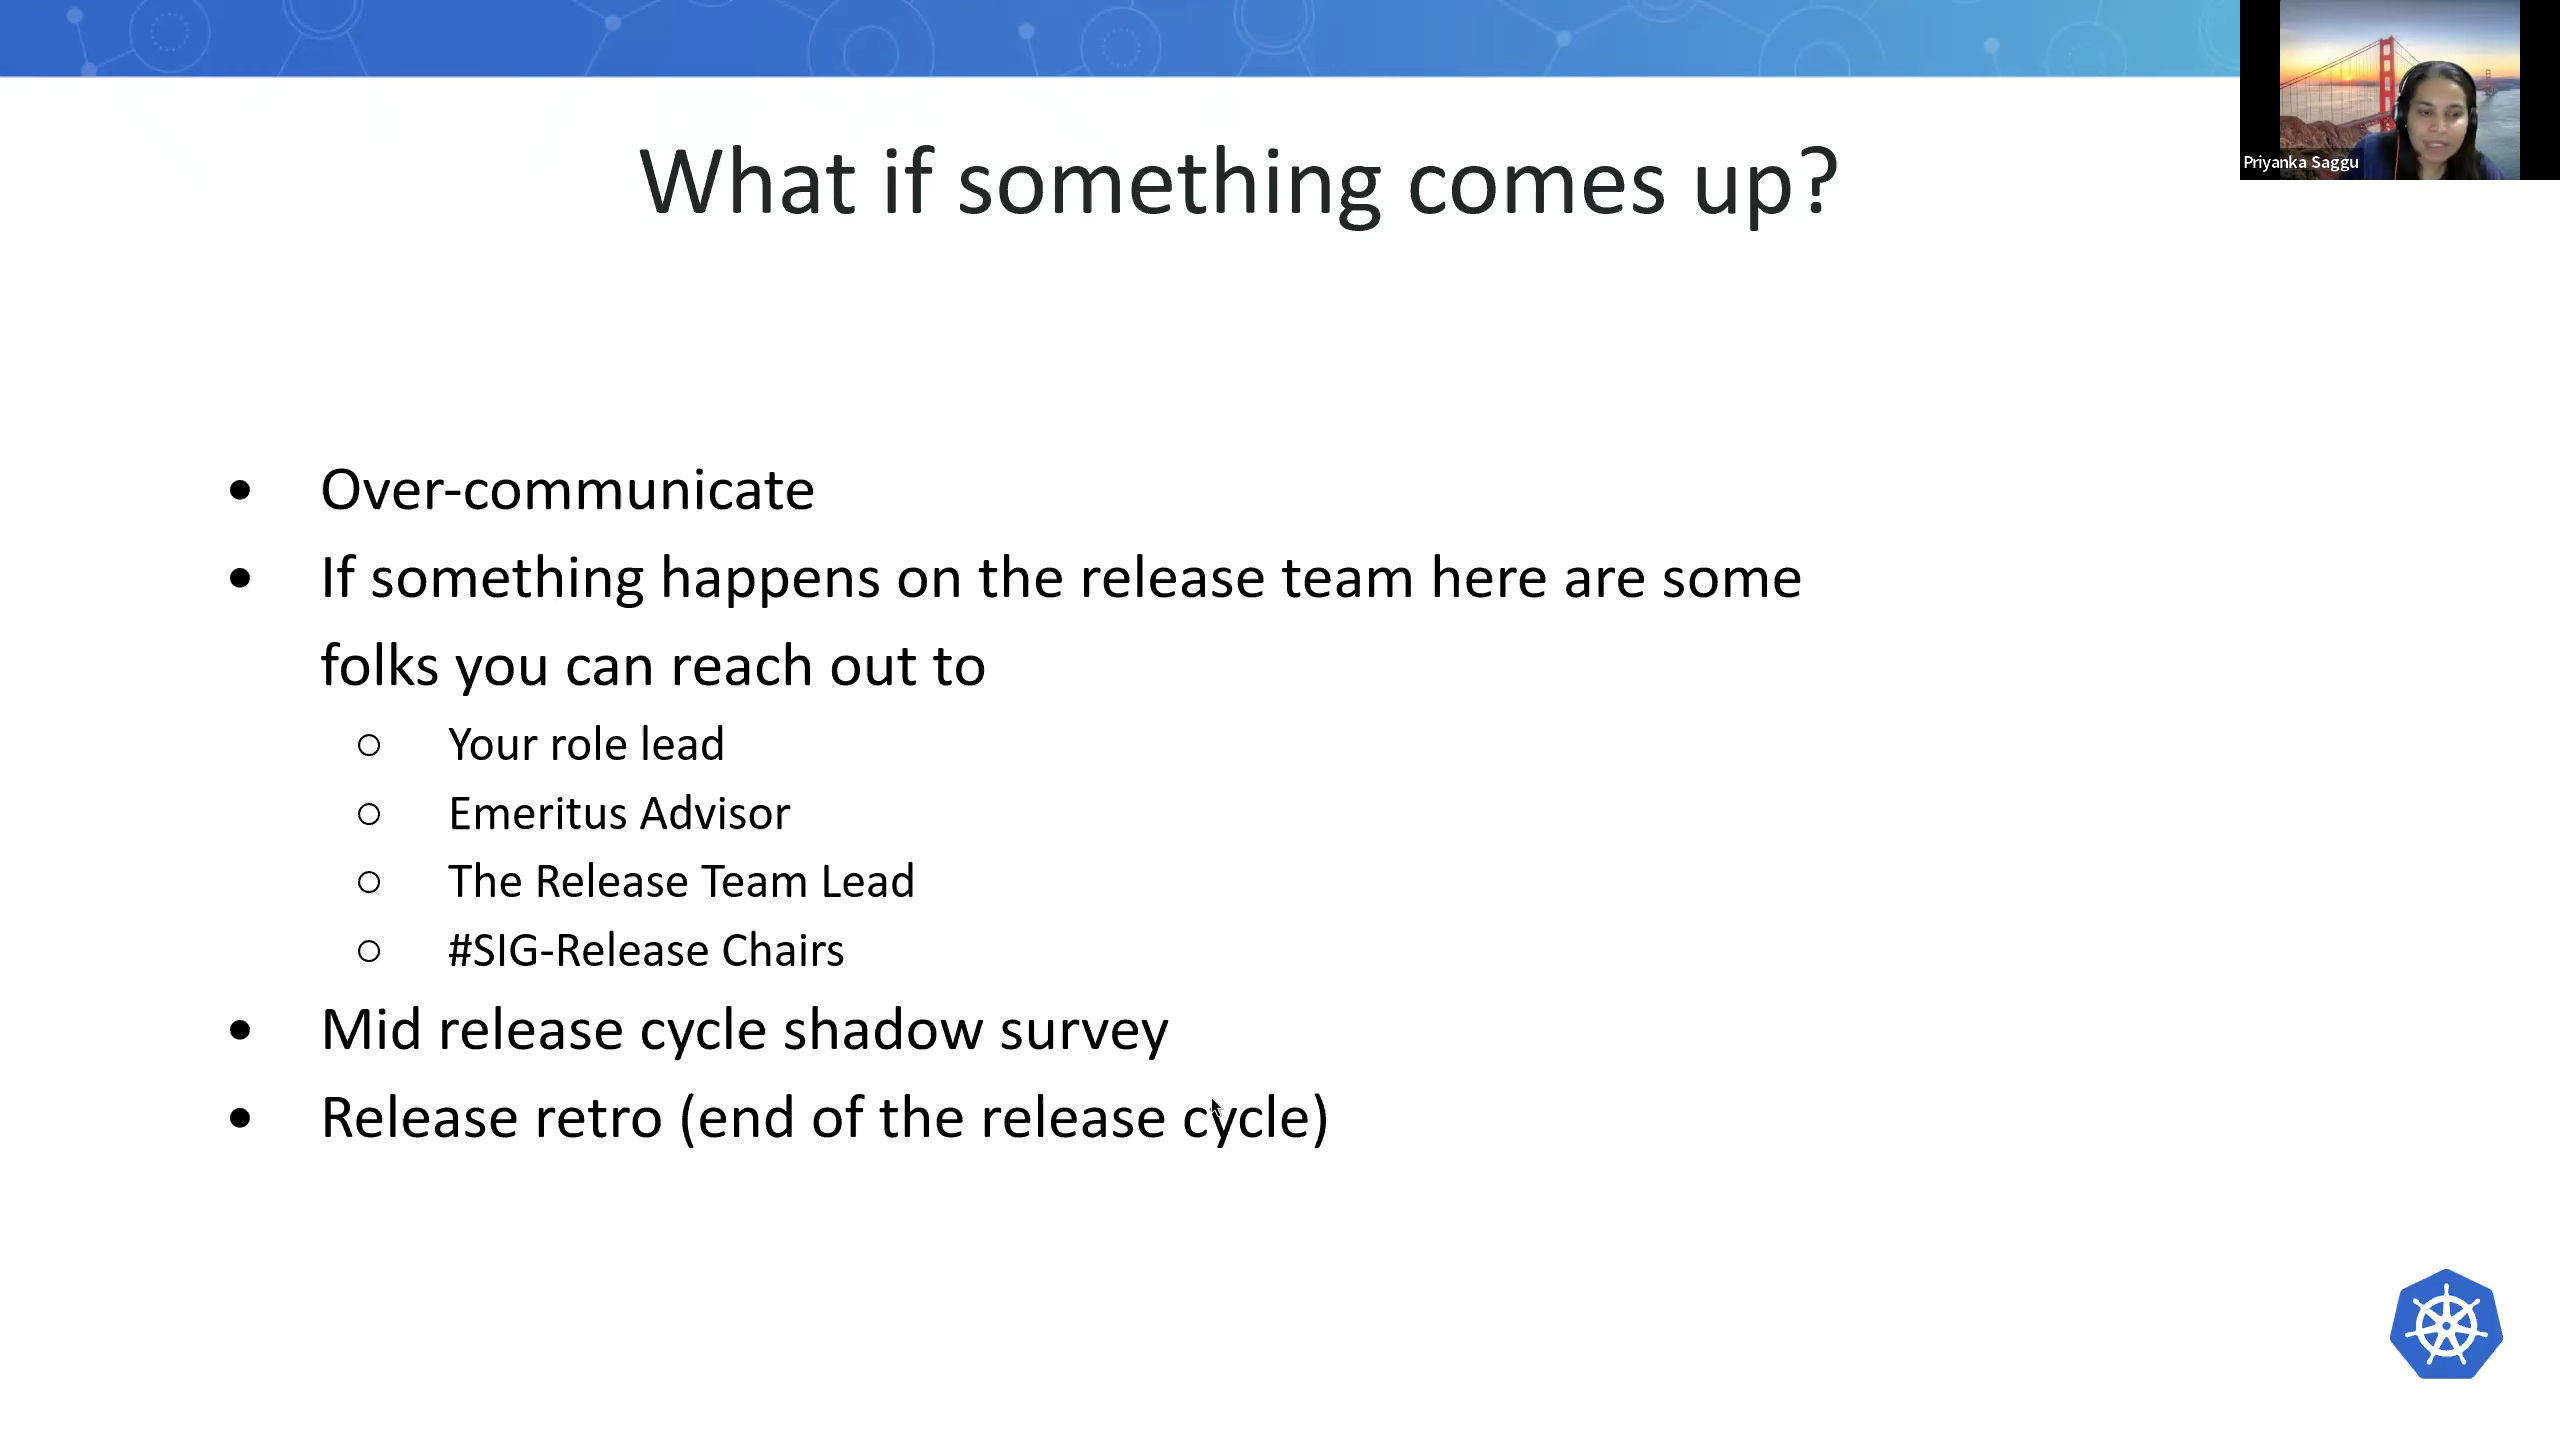 Priyanka Saggu
What if something comes up?
• Over-communicate
• If something happens on the release team here are some
folks you can reach out to
○ Your role lead
○ Emeritus Advisor
○ The Release Team Lead
○ #SIG-Release Chairs
• Mid release cycle shadow survey
• Release retro (end of the release cycle)